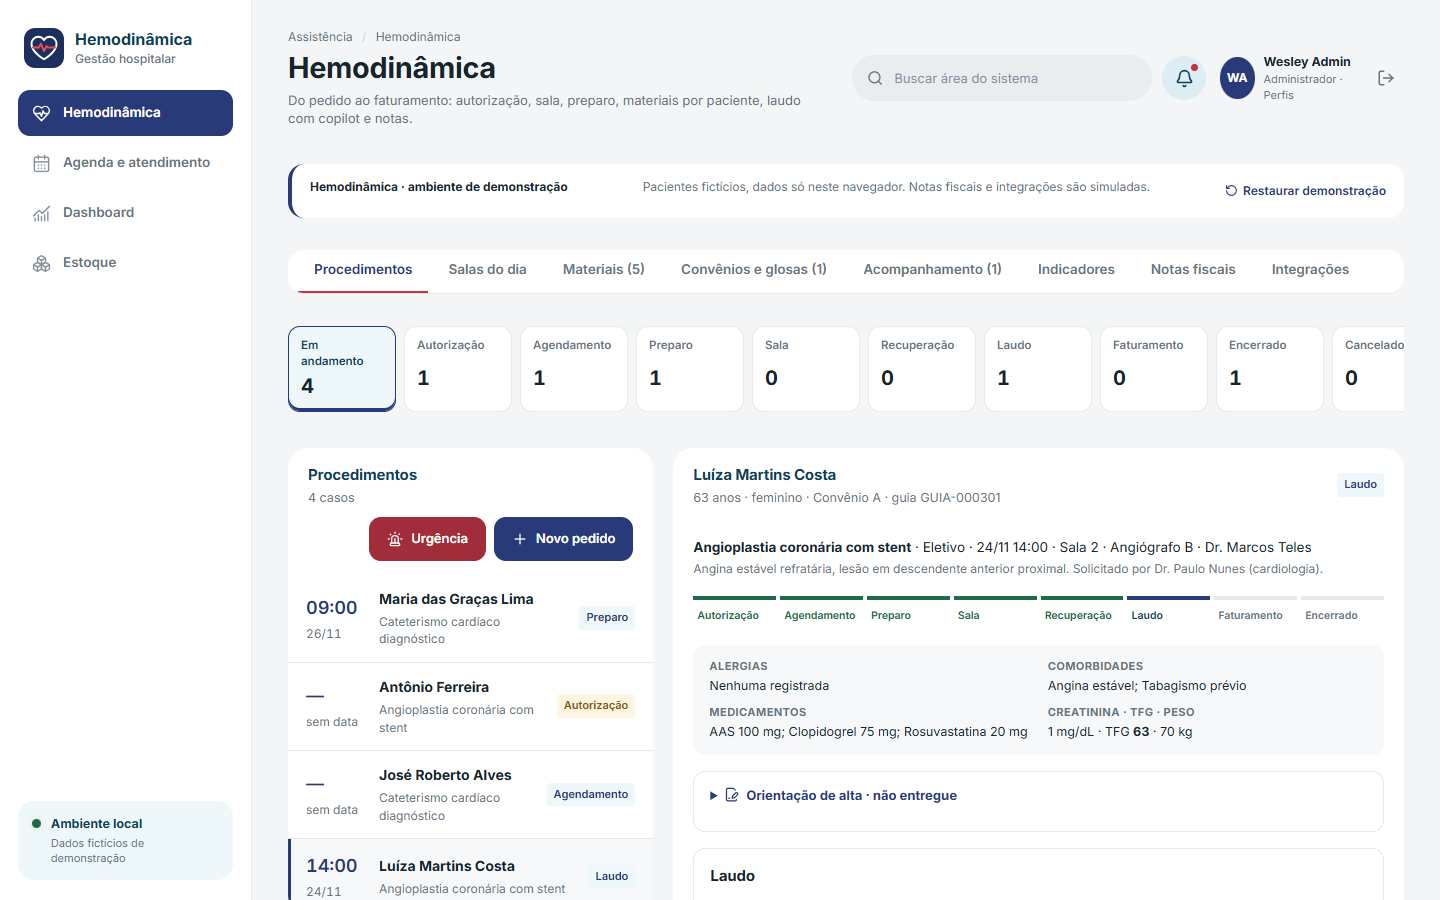 Hemodinâmica
Gestão hospitalar
Hemodinâmica
Agenda e atendimento
Dashboard
Estoque
Ambiente local
Dados fictícios de
demonstração
Assistência / Hemodinâmica
Hemodinâmica
Do pedido ao faturamento: autorização, sala, preparo, materiais por paciente, laudo
com copilot e notas.
Buscar área do sistema
WA
Wesley Admin
Administrador ·
Perfis
Hemodinâmica · ambiente de demonstração
Pacientes fictícios, dados só neste navegador. Notas fiscais e integrações são simuladas.
Restaurar demonstração
Procedimentos
Salas do dia
Materiais (5)
Convênios e glosas (1)
Acompanhamento (1)
Indicadores
Notas fiscais
Integrações
Em
andamento
4
Autorização
1
Agendamento
1
Preparo
1
Sala
0
Recuperação
0
Laudo
1
Faturamento
0
Encerrado
1
Cancelado
0
Procedimentos
4 casos
Urgência
Novo pedido
09:00
26/11
Maria das Graças Lima
Cateterismo cardíaco
diagnóstico
Preparo
—
sem data
Antônio Ferreira
Angioplastia coronária com
stent
Autorização
—
sem data
José Roberto Alves
Cateterismo cardíaco
diagnóstico
Agendamento
14:00
24/11
Luíza Martins Costa
Angioplastia coronária com stent
Laudo
Luíza Martins Costa
63 anos · feminino · Convênio A · guia GUIA-000301
Laudo
Angioplastia coronária com stent · Eletivo · 24/11 14:00 · Sala 2 · Angiógrafo B · Dr. Marcos Teles
Angina estável refratária, lesão em descendente anterior proximal. Solicitado por Dr. Paulo Nunes (cardiologia).
Autorização
Agendamento
Preparo
Sala
Recuperação
Laudo
Faturamento
Encerrado
ALERGIAS
Nenhuma registrada
COMORBIDADES
Angina estável; Tabagismo prévio
MEDICAMENTOS
AAS 100 mg; Clopidogrel 75 mg; Rosuvastatina 20 mg
CREATININA · TFG · PESO
1 mg/dL · TFG 63 · 70 kg
Orientação de alta · não entregue
Laudo